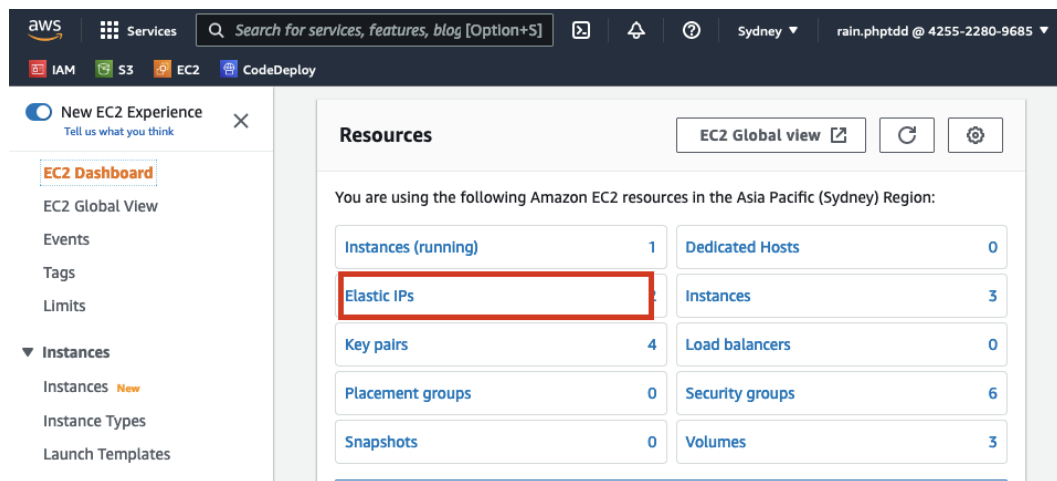 aws Services Search for services, features, blog [Option+S] Sydney ▼ rain.phptdd @ 4255-2280-9685 ▼
IAM S3 EC2 CodeDeploy
New EC2 Experience
Tell us what you think
EC2 Dashboard
EC2 Global View
Events
Tags
Limits
▼ Instances
Instances New
Instance Types
Launch Templates
Resources EC2 Global view
You are using the following Amazon EC2 resources in the Asia Pacific (Sydney) Region:
Instances (running) 1 Dedicated Hosts 0
Elastic IPs Instances 3
Key pairs 4 Load balancers 0
Placement groups 0 Security groups 6
Snapshots 0 Volumes 3